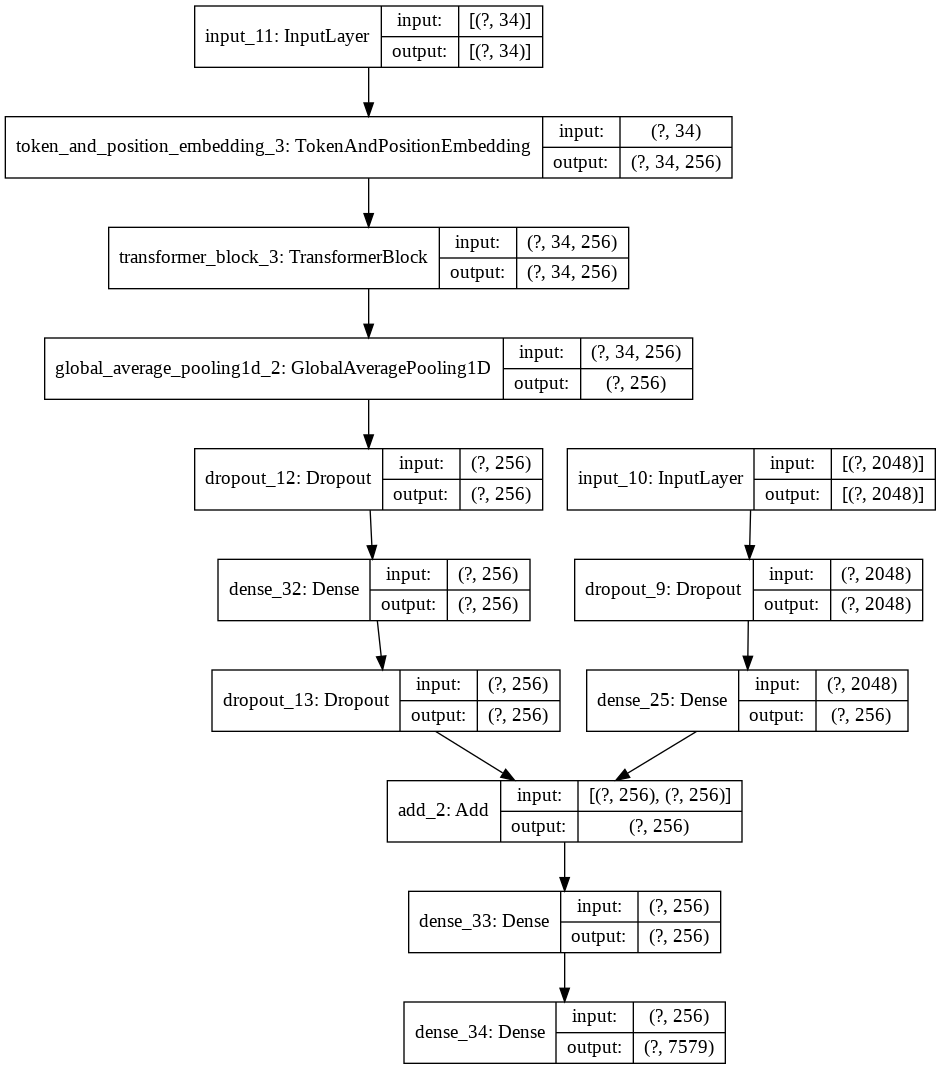 input_11: InputLayer
input: [(?, 34)]
output: [(?, 34)]
token_and_position_embedding_3: TokenAndPositionEmbedding
input: (?, 34)
output: (?, 34, 256)
transformer_block_3: TransformerBlock
input: (?, 34, 256)
output: (?, 34, 256)
global_average_pooling1d_2: GlobalAveragePooling1D
input: (?, 34, 256)
output: (?, 256)
dropout_12: Dropout
input: (?, 256)
output: (?, 256)
input_10: InputLayer
input: [(?, 2048)]
output: [(?, 2048)]
dense_32: Dense
input: (?, 256)
output: (?, 256)
dropout_9: Dropout
input: (?, 2048)
output: (?, 2048)
dropout_13: Dropout
input: (?, 256)
output: (?, 256)
dense_25: Dense
input: (?, 2048)
output: (?, 256)
add_2: Add
input: [(?, 256), (?, 256)]
output: (?, 256)
dense_33: Dense
input: (?, 256)
output: (?, 256)
dense_34: Dense
input: (?, 256)
output: (?, 7579)